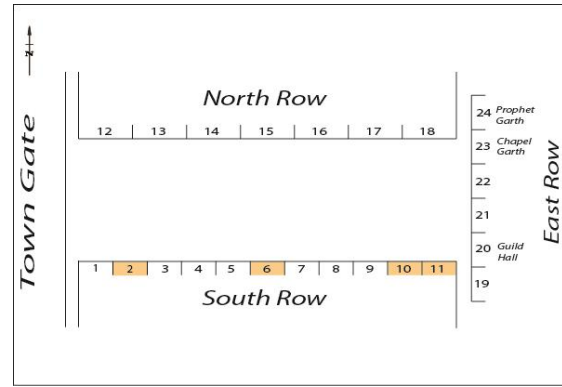 N
North Row
12 13 14 15 16 17 18
Town Gate
24 Prophet
Garth
23 Chapel
Garth
22
21
20 Guild
Hall
19
East Row
1 2 3 4 5 6 7 8 9 10 11
South Row